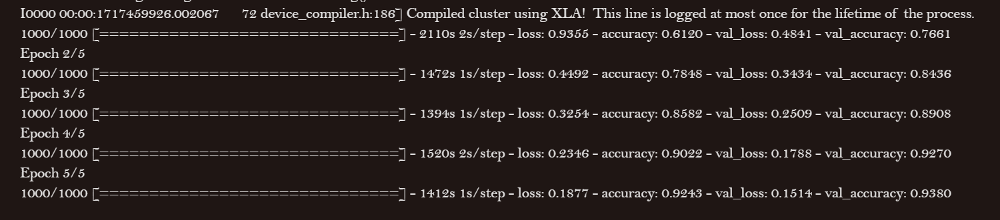 I0000 00:00:1717459926.002067      72 device_compiler.h:186] Compiled cluster using XLA!  This line is logged at most once for the lifetime of the process.
1000/1000 [==============================] - 2110s 2s/step - loss: 0.9355 - accuracy: 0.6120 - val_loss: 0.4841 - val_accuracy: 0.7661
Epoch 2/5
1000/1000 [==============================] - 1472s 1s/step - loss: 0.4492 - accuracy: 0.7848 - val_loss: 0.3434 - val_accuracy: 0.8436
Epoch 3/5
1000/1000 [==============================] - 1394s 1s/step - loss: 0.3254 - accuracy: 0.8582 - val_loss: 0.2509 - val_accuracy: 0.8908
Epoch 4/5
1000/1000 [==============================] - 1520s 2s/step - loss: 0.2346 - accuracy: 0.9022 - val_loss: 0.1788 - val_accuracy: 0.9270
Epoch 5/5
1000/1000 [==============================] - 1412s 1s/step - loss: 0.1877 - accuracy: 0.9243 - val_loss: 0.1514 - val_accuracy: 0.9380